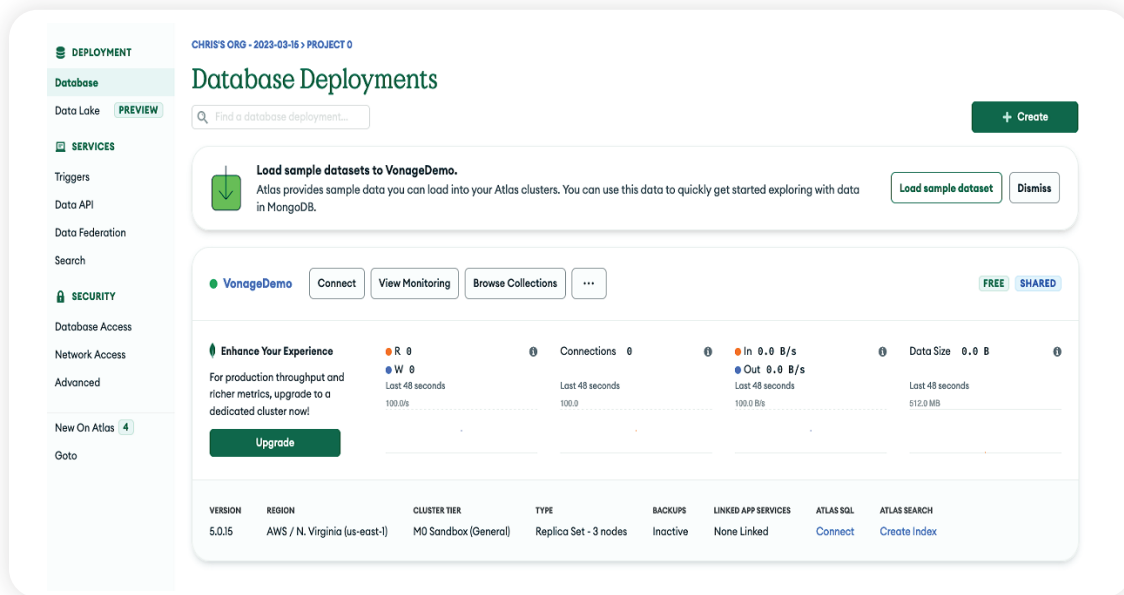 DEPLOYMENT
Database
Data Lake PREVIEW
SERVICES
Triggers
Data API
Data Federation
Search
SECURITY
Database Access
Network Access
Advanced
New On Atlas 4
Goto
CHRIS'S ORG - 2023-03-15 > PROJECT 0
Database Deployments
Find a database deployment...
+ Create
Load sample datasets to VonageDemo.
Atlas provides sample data you can load into your Atlas clusters. You can use this data to quickly get started exploring with data
in MongoDB.
Load sample dataset Dismiss
VonageDemo Connect View Monitoring Browse Collections ... FREE SHARED
Enhance Your Experience
For production throughput and
richer metrics, upgrade to a
dedicated cluster now!
Upgrade
R 0
W 0
Last 48 seconds
100.0/s
Connections 0
Last 48 seconds
100.0
In 0.0 B/s
Out 0.0 B/s
Last 48 seconds
100.0 B/s
Data Size 0.0 B
Last 48 seconds
512.0 MB
VERSION REGION CLUSTER TIER TYPE BACKUPS LINKED APP SERVICES ATLAS SQL ATLAS SEARCH
5.0.15 AWS / N. Virginia (us-east-1) M0 Sandbox (General) Replica Set - 3 nodes Inactive None Linked Connect Create Index